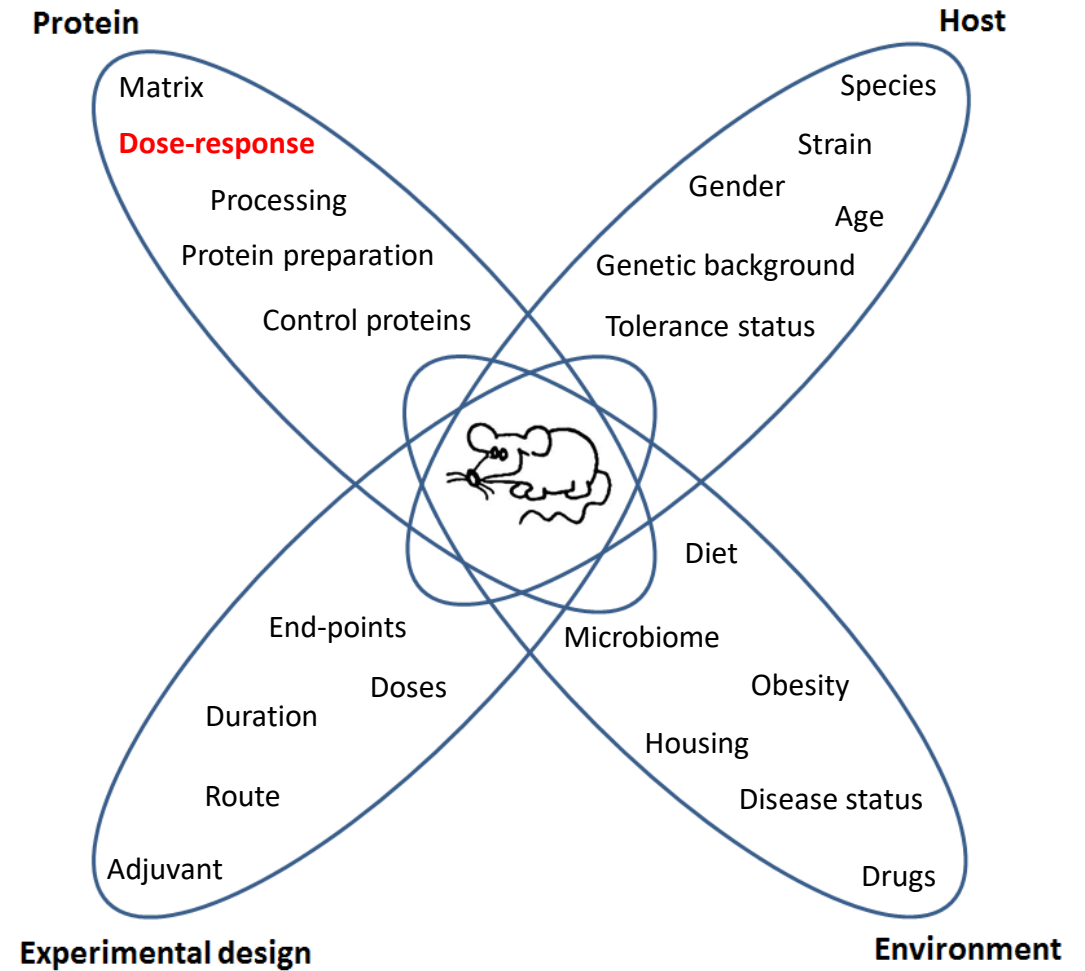 Protein
Matrix
Dose-response
Processing
Protein preparation
Control proteins
Host
Species
Strain
Gender
Age
Genetic background
Tolerance status
End-points
Doses
Duration
Route
Adjuvant
Experimental design
Diet
Microbiome
Obesity
Housing
Disease status
Drugs
Environment